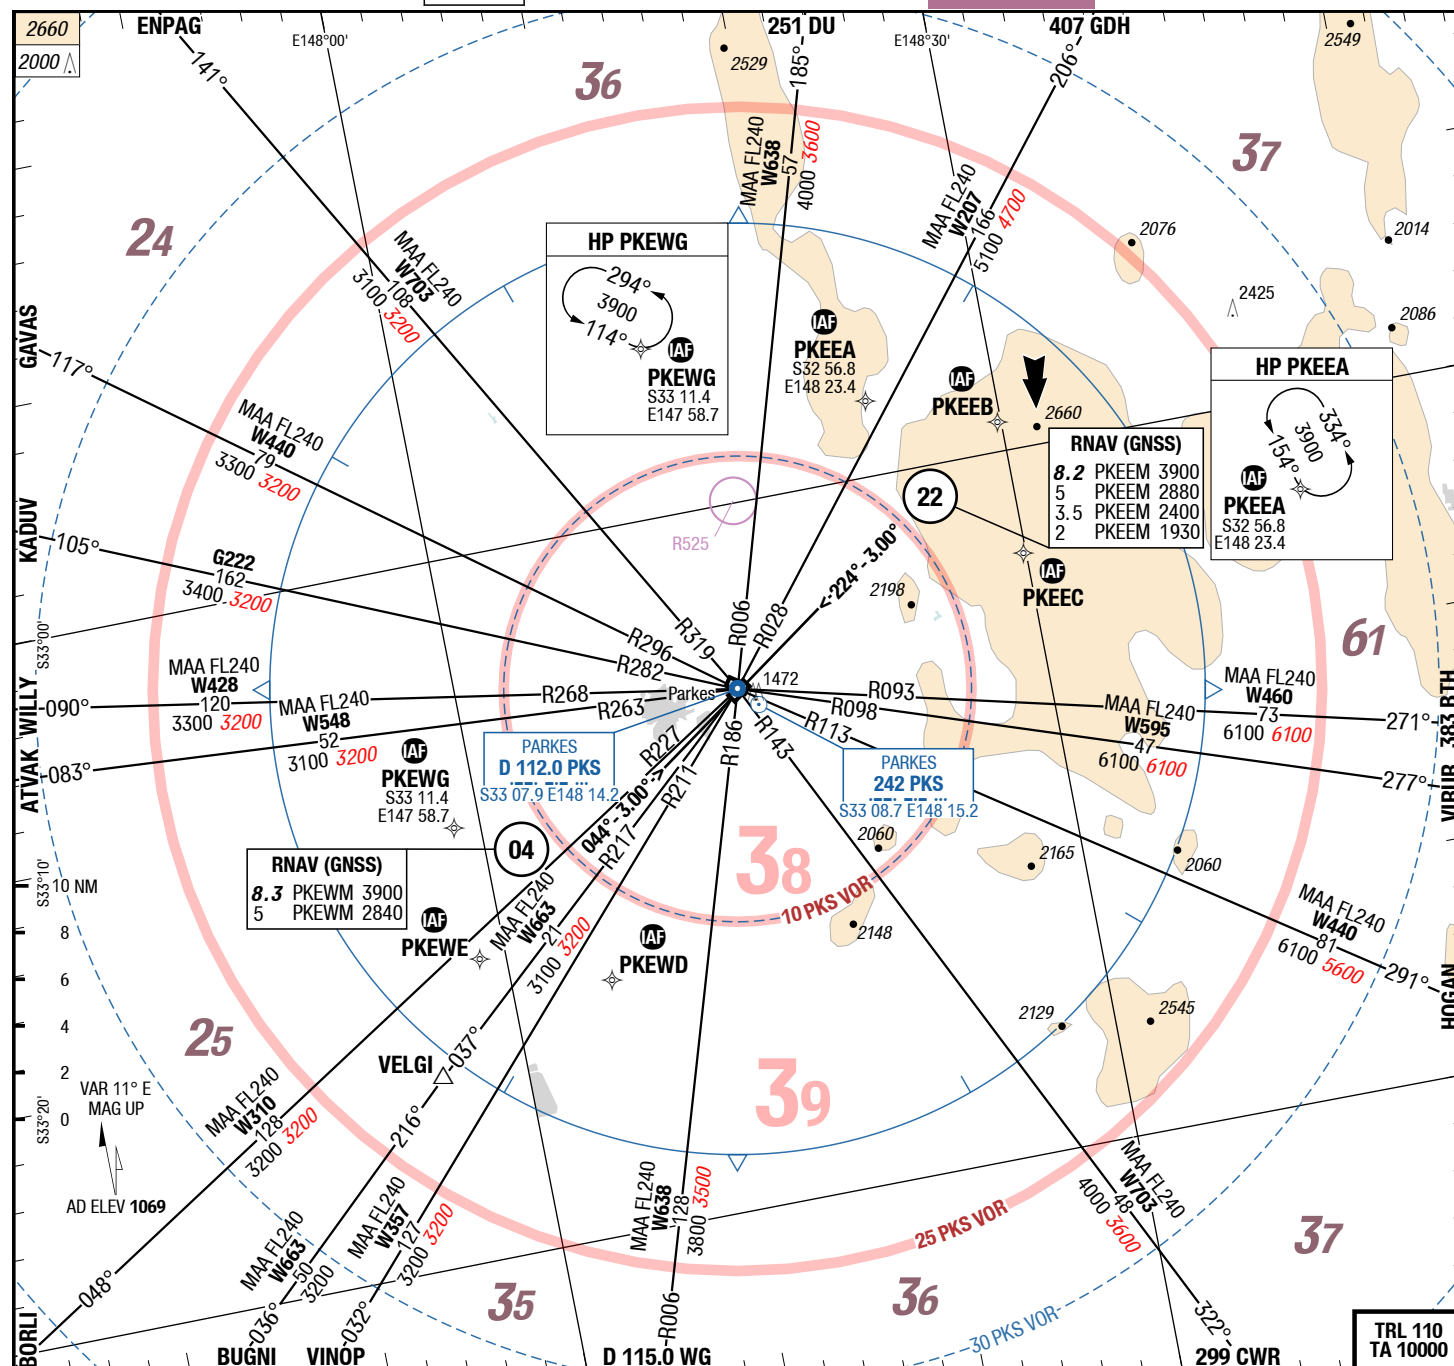 2660
2000
ENPAG
E148°00'
251 DU
E148°30'
407 GDH
2549
141°
36
2529
185°
206°
37
MAA FL240
W638
57
4000 3600
24
MAA FL240
W207
166
5100 4700
2076
2014
2425
2086
MAA FL240
W703
108
3100 3200
HP PKEWG
294°
3900
114°
IAF
PKEWG
S33 11.4
E147 58.7
IAF
PKEEA
S32 56.8
E148 23.4
IAF
PKEEB
2660
HP PKEEA
334°
3900
154°
IAF
PKEEA
S32 56.8
E148 23.4
GAVAS
117°
MAA FL240
W440
79
3300 3200
RNAV (GNSS)
8.2 PKEEM 3900
5 PKEEM 2880
3.5 PKEEM 2400
2 PKEEM 1930
22
R525
<-224°-3.00°
KADUV
105°
G222
162
3400 3200
IAF
PKEEC
2198
S33°00'
R296
R282
R319
R006
R028
61
MAA FL240
W428
120
3300 3200
WILLY
090°
R268
R263
Parkes
1472
R093
R098
R113
MAA FL240
W460
73
6100 6100
271°
383 BTH
MAA FL240
W548
52
3100 3200
ATVAK
083°
MAA FL240
W595
47
6100 6100
277°
IAF
PKEWG
S33 11.4
E147 58.7
PARKES
D 112.0 PKS
S33 07.9 E148 14.2
R227
044°-3.00°->
R217
R211
R186
R143
PARKES
242 PKS
S33 08.7 E148 15.2
04
RNAV (GNSS)
8.3 PKEWM 3900
5 PKEWM 2840
38
10 PKS VOR
2060
2165
2060
2148
S33°10'
10 NM
8
6
4
2
0
IAF
PKEWE
MAA FL240
W663
21
3100 3200
IAF
PKEWD
MAA FL240
W440
81
6100 5600
291°
HOGAN
2129
2545
25
VELGI
037°
39
VAR 11° E
MAG UP
S33°20'
AD ELEV 1069
MAA FL240
W310
128
3200 3200
216°
MAA FL240
W663
50
3200
MAA FL240
W357
127
3200 3200
MAA FL240
W638
128
3800 3500
MAA FL240
W703
48
4000 3600
25 PKS VOR
37
048°
036°
032°
35
R006
36
30 PKS VOR
322°
BORLI
BUGNI
VINOP
D 115.0 WG
299 CWR
TRL 110
TA 10000